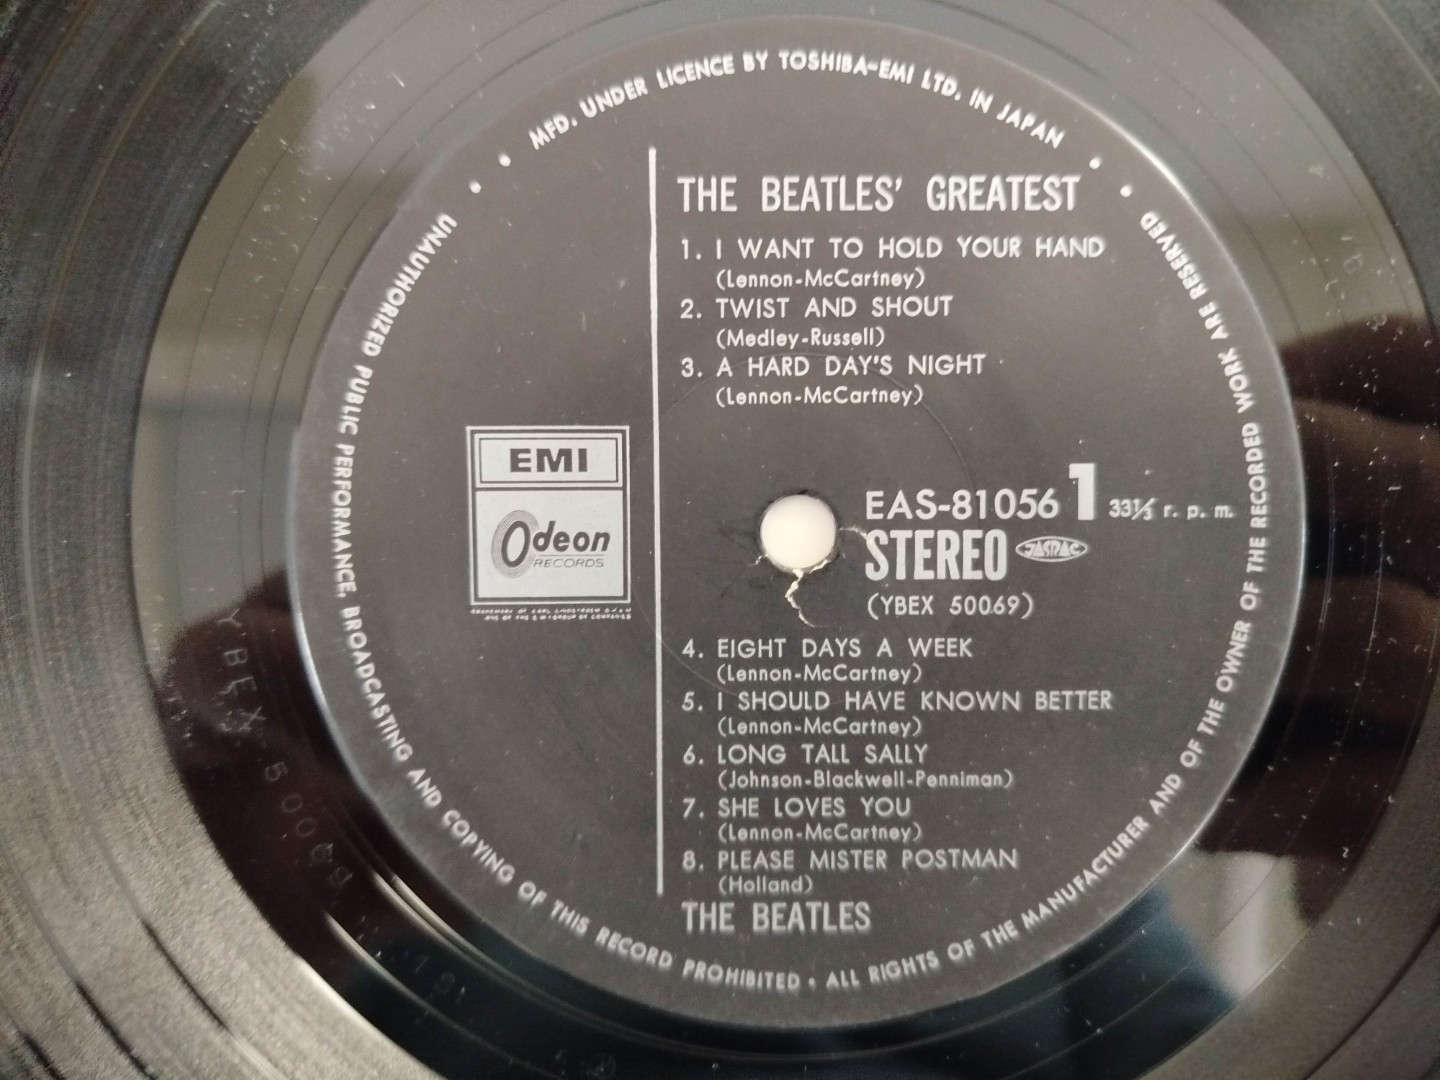 MFD. UNDER LICENCE BY TOSHIBA-EMI LTD. IN JAPAN
THE BEATLES' GREATEST
1. I WANT TO HOLD YOUR HAND
(Lennon-McCartney)
2. TWIST AND SHOUT
(Medley-Russell)
3. A HARD DAY'S NIGHT
(Lennon-McCartney)
EMI
Odeon
RECORDS
EAS-81056 1 33⅓ r. p. m.
STEREO JASRAC
(YBEX 50069)
4. EIGHT DAYS A WEEK
(Lennon-McCartney)
5. I SHOULD HAVE KNOWN BETTER
(Lennon-McCartney)
6. LONG TALL SALLY
(Johnson-Blackwell-Penniman)
7. SHE LOVES YOU
(Lennon-McCartney)
8. PLEASE MISTER POSTMAN
(Holland)
THE BEATLES
UNAUTHORIZED PUBLIC PERFORMANCE, BROADCASTING AND COPYING OF THIS RECORD PROHIBITED • ALL RIGHTS OF THE MANUFACTURER AND OF THE OWNER OF THE RECORDED WORK ARE RESERVED
YBEX 50069